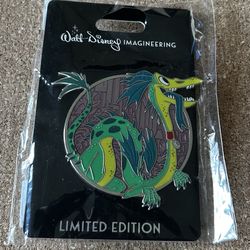 Walt Disney IMAGINEERING
LIMITED EDITION